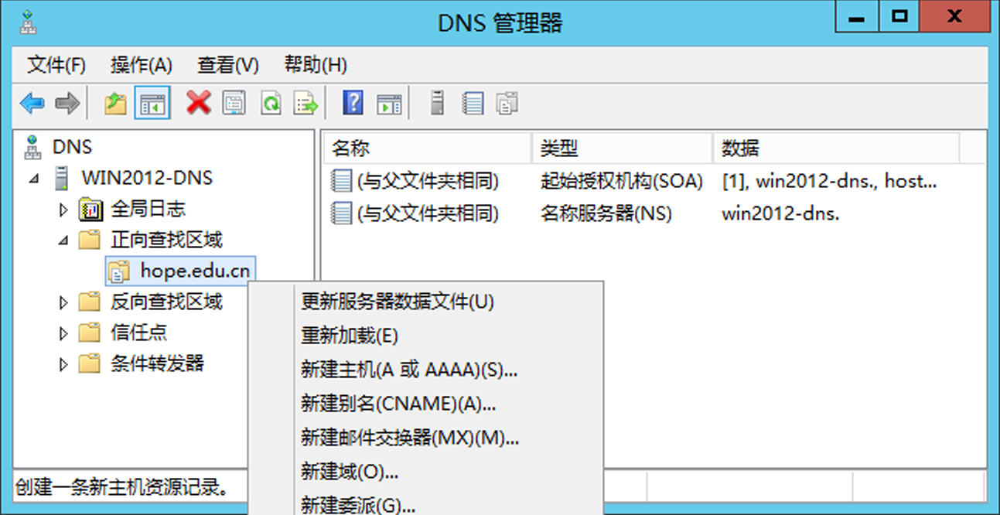 DNS 管理器
文件(F) 操作(A) 查看(V) 帮助(H)
DNS
WIN2012-DNS
全局日志
正向查找区域
hope.edu.cn
反向查找区域
信任点
条件转发器
名称 类型 数据
(与父文件夹相同) 起始授权机构(SOA) [1], win2012-dns., host...
(与父文件夹相同) 名称服务器(NS) win2012-dns.
更新服务器数据文件(U)
重新加载(E)
新建主机(A 或 AAAA)(S)...
新建别名(CNAME)(A)...
新建邮件交换器(MX)(M)...
新建域(O)...
新建委派(G)...
创建一条新主机资源记录。